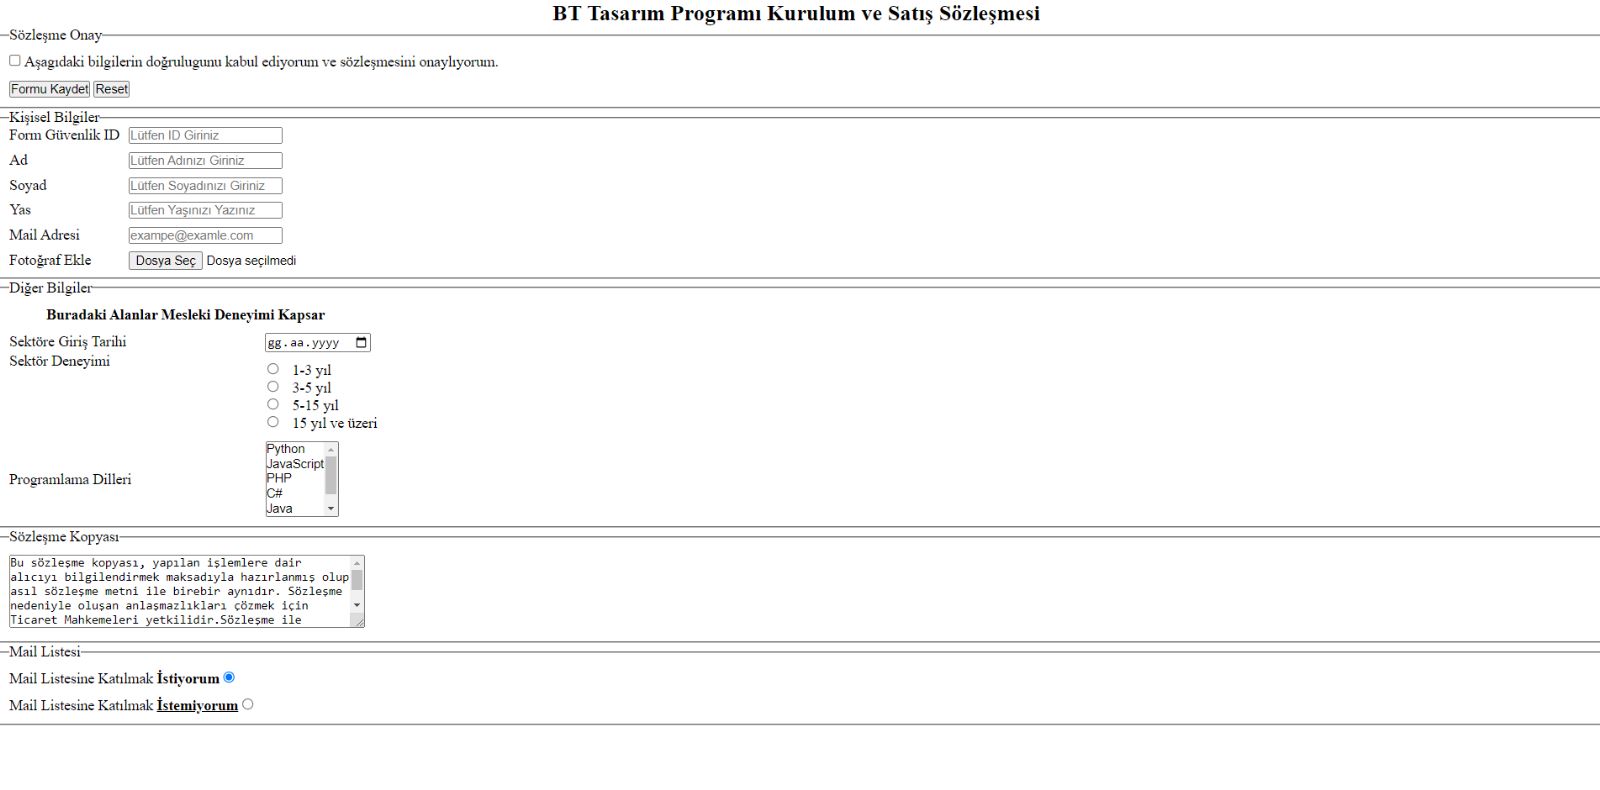 BT Tasarım Programı Kurulum ve Satış Sözleşmesi
Sözleşme Onay
Aşagıdaki bilgilerin doğrulugunu kabul ediyorum ve sözleşmesini onaylıyorum.
Formu Kaydet Reset
Kişisel Bilgiler
Form Güvenlik ID Lütfen ID Giriniz
Ad Lütfen Adınızı Giriniz
Soyad Lütfen Soyadınızı Giriniz
Yas Lütfen Yaşınızı Yazınız
Mail Adresi exampe@examle.com
Fotoğraf Ekle Dosya Seç Dosya seçilmedi
Diğer Bilgiler
Buradaki Alanlar Mesleki Deneyimi Kapsar
Sektöre Giriş Tarihi gg.aa.yyyy
Sektör Deneyimi
1-3 yıl
3-5 yıl
5-15 yıl
15 yıl ve üzeri
Programlama Dilleri
Python
JavaScript
PHP
C#
Java
Sözleşme Kopyası
Bu sözleşme kopyası, yapılan işlemlere dair
alıcıyı bilgilendirmek maksadıyla hazırlanmış olup
asıl sözleşme metni ile birebir aynıdır. Sözleşme
nedeniyle oluşan anlaşmazlıkları çözmek için
Ticaret Mahkemeleri yetkilidir.Sözleşme ile
Mail Listesi
Mail Listesine Katılmak İstiyorum
Mail Listesine Katılmak İstemiyorum